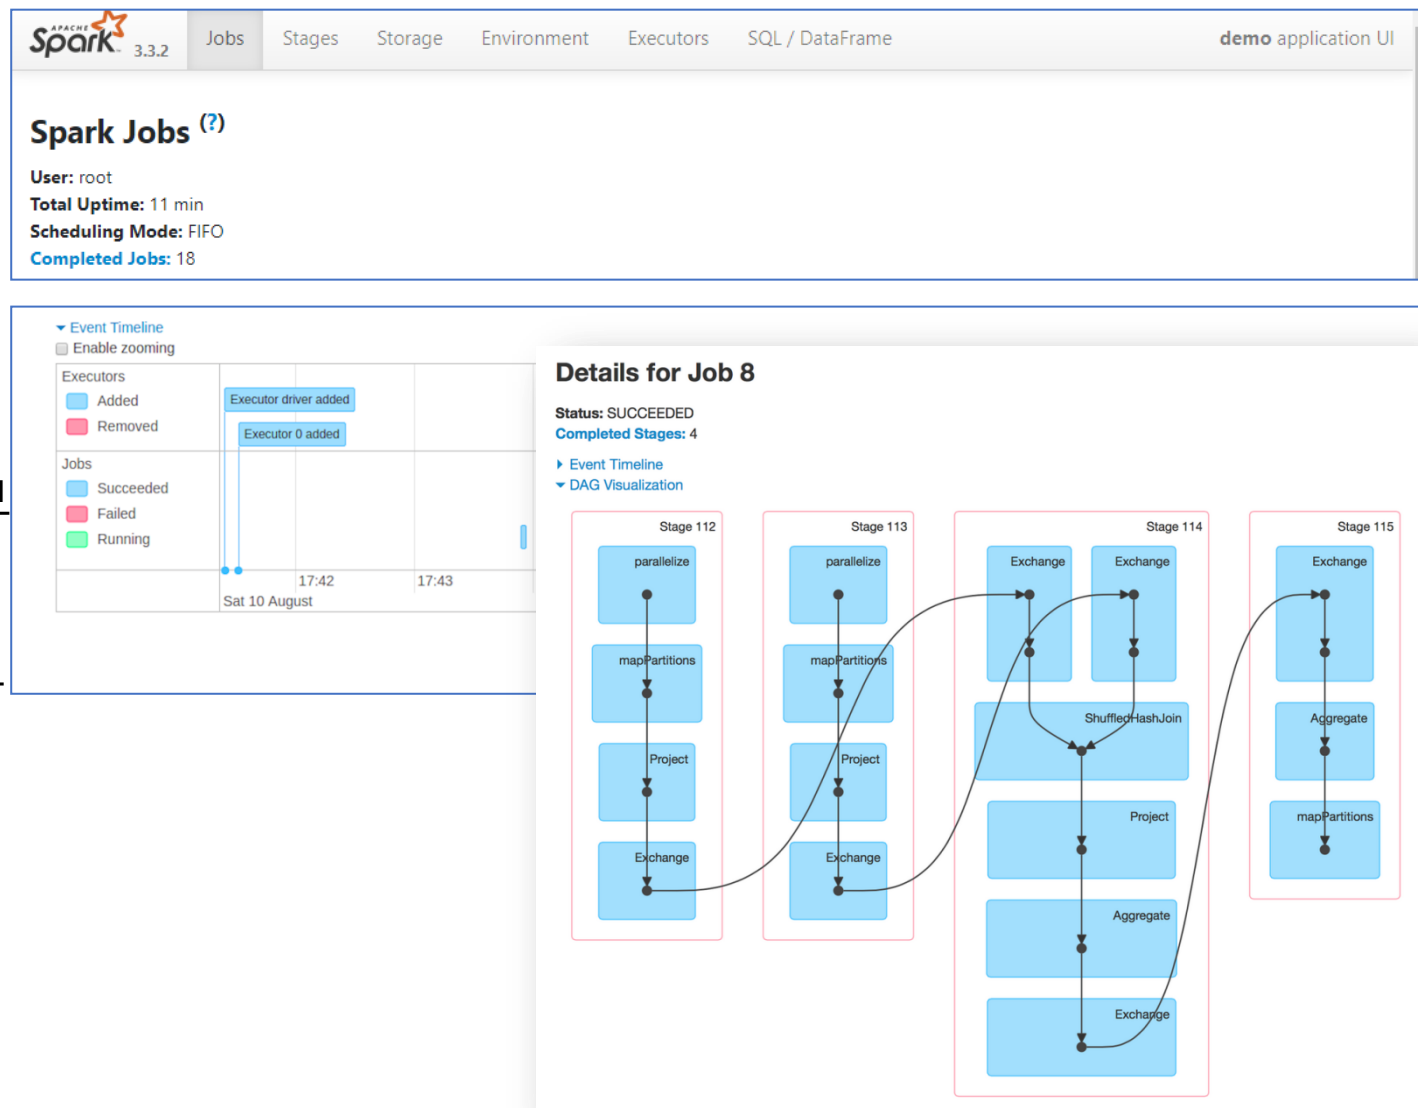 APACHE
Spark 3.3.2 Jobs Stages Storage Environment Executors SQL / DataFrame demo application UI
Spark Jobs (?)
User: root
Total Uptime: 11 min
Scheduling Mode: FIFO
Completed Jobs: 18
Event Timeline
Enable zooming
Executors
Added
Removed
Executor driver added
Executor 0 added
Jobs
Succeeded
Failed
Running
17:42 17:43
Sat 10 August
Details for Job 8
Status: SUCCEEDED
Completed Stages: 4
Event Timeline
DAG Visualization
Stage 112
parallelize
mapPartitions
Project
Exchange
Stage 113
parallelize
mapPartitions
Project
Exchange
Stage 114
Exchange Exchange
ShuffledHashJoin
Project
Aggregate
Exchange
Stage 115
Exchange
Aggregate
mapPartitions